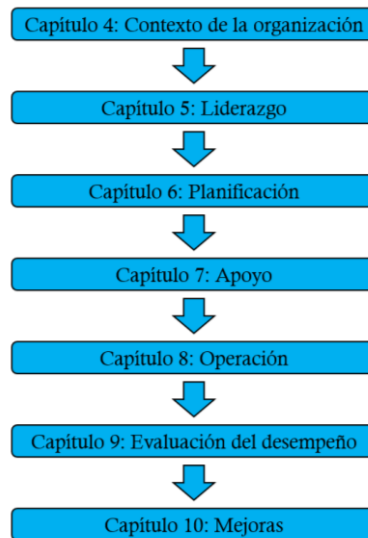 Capítulo 4: Contexto de la organización
Capítulo 5: Liderazgo
Capítulo 6: Planificación
Capítulo 7: Apoyo
Capítulo 8: Operación
Capítulo 9: Evaluación del desempeño
Capítulo 10: Mejoras